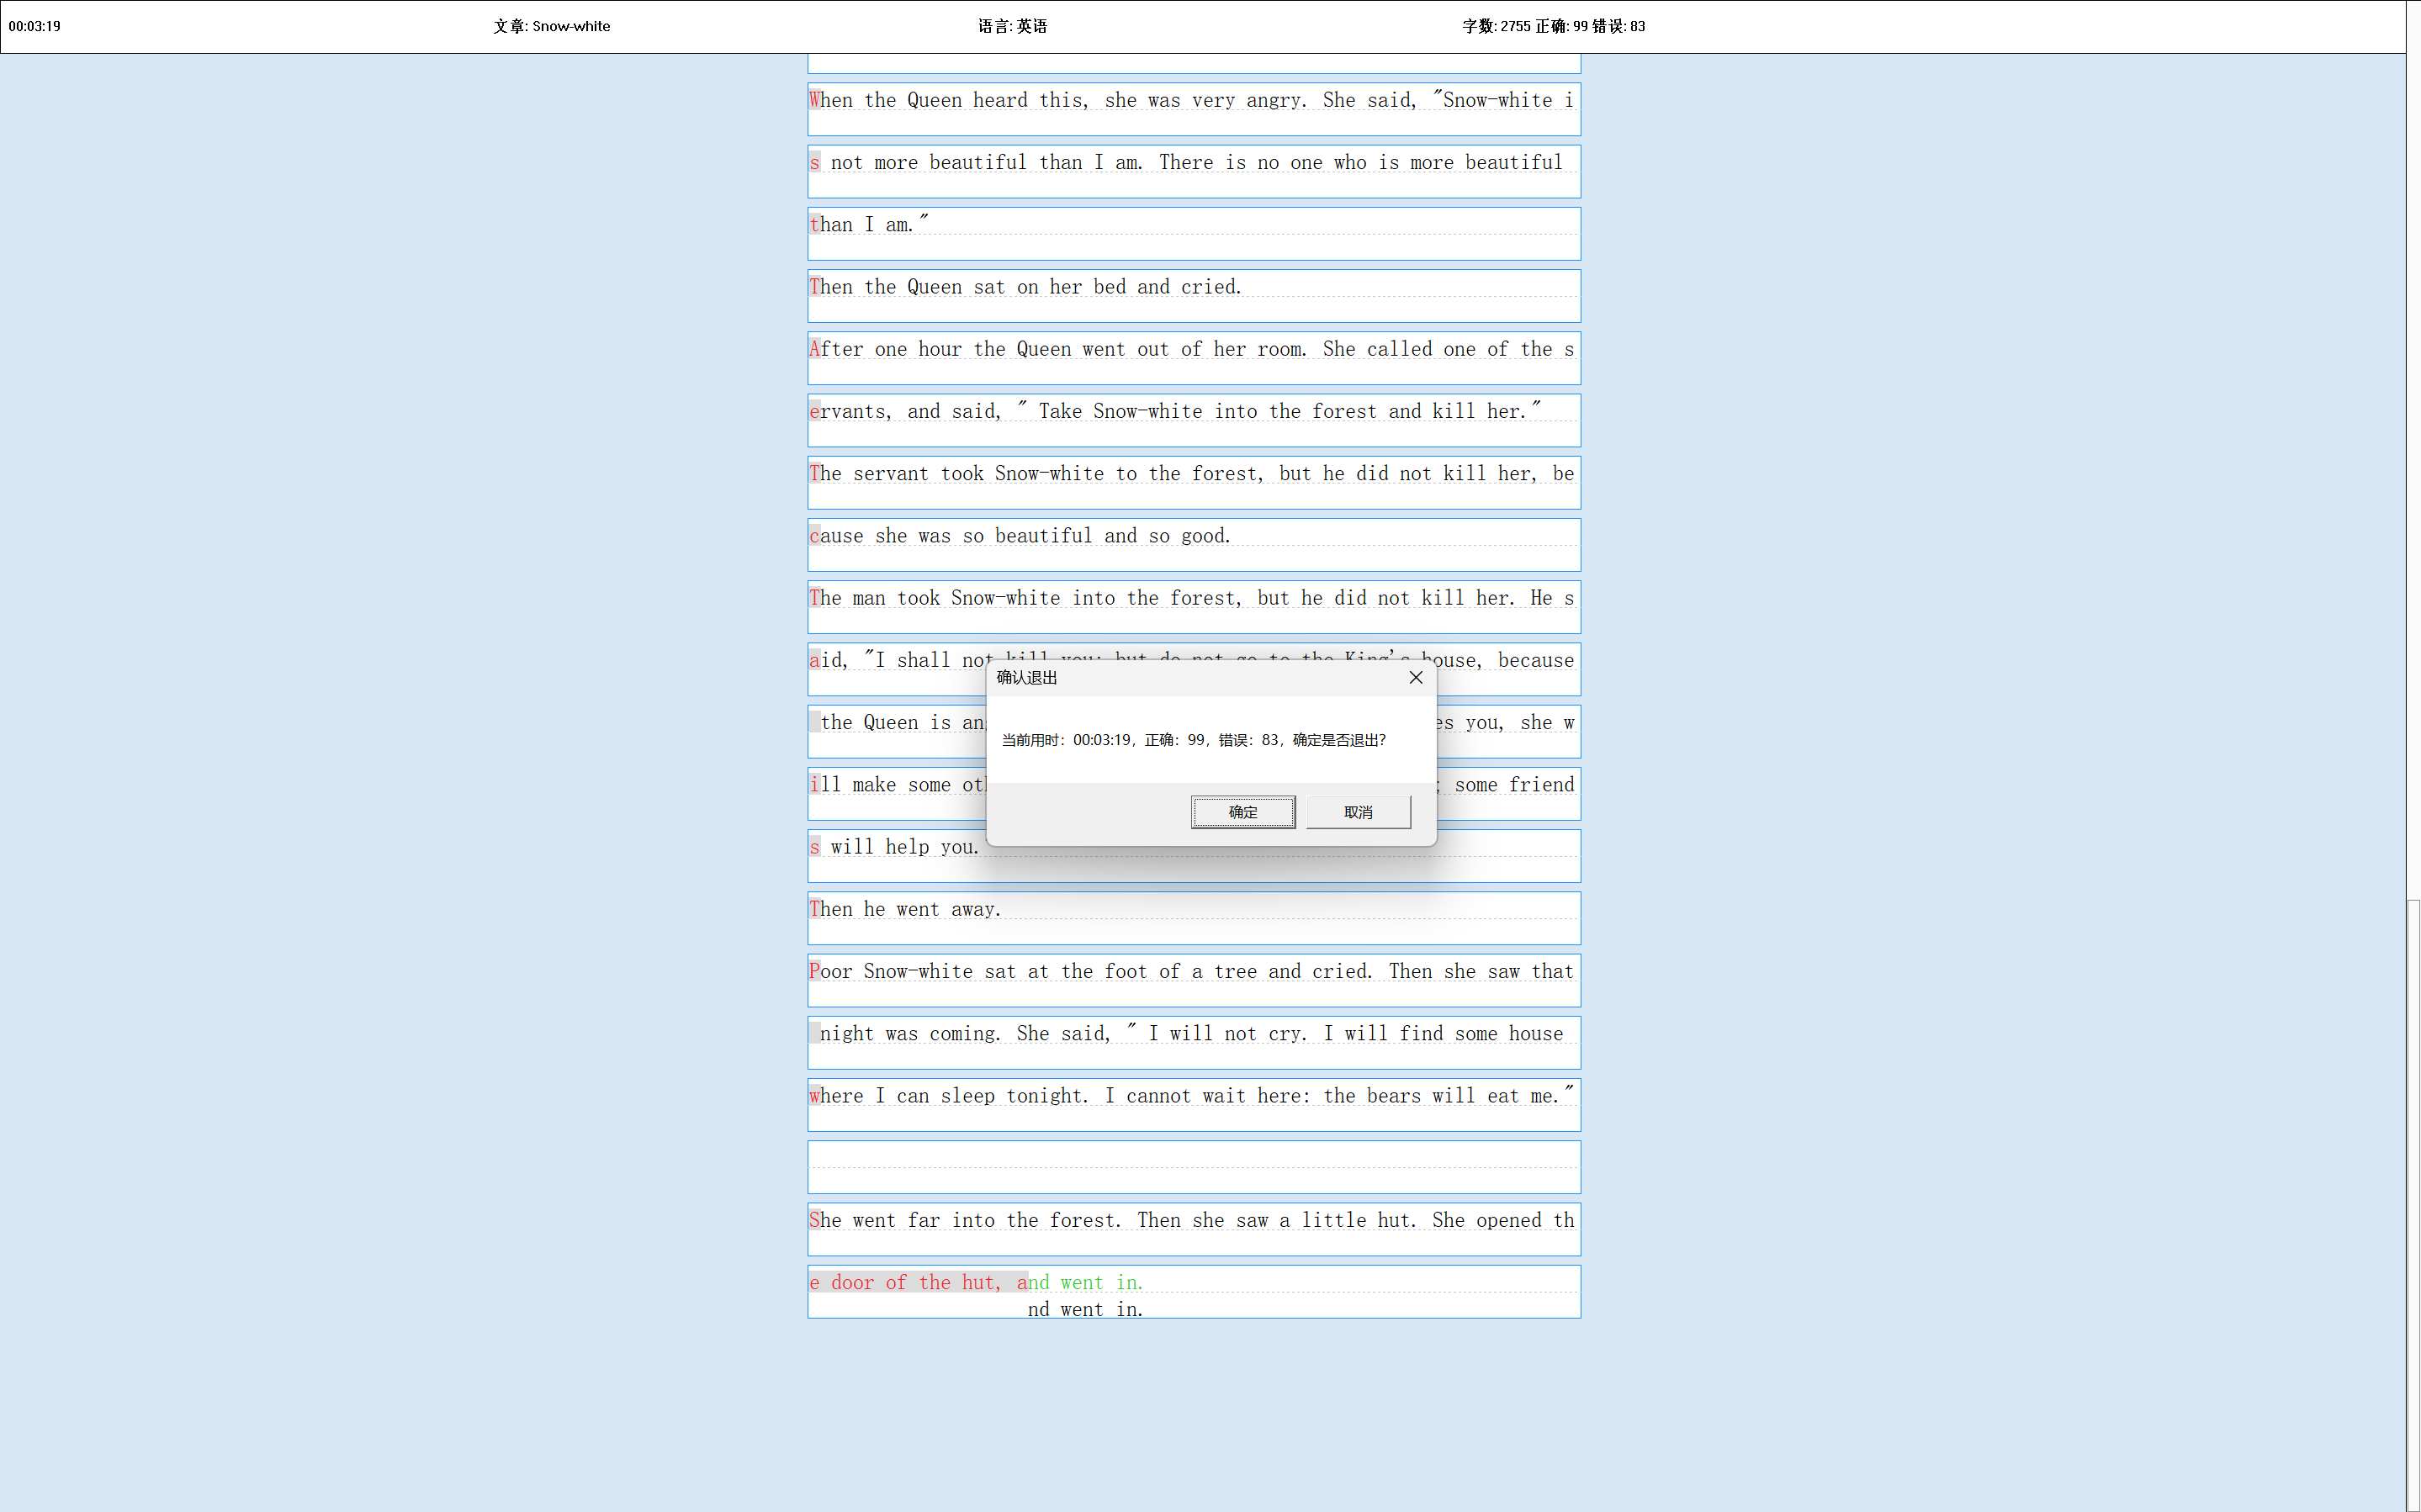 00:03:19 文章: Snow-white 语言: 英语 字数: 2755 正确: 99 错误: 83
When the Queen heard this, she was very angry. She said, "Snow-white i
s not more beautiful than I am. There is no one who is more beautiful
than I am."
Then the Queen sat on her bed and cried.
After one hour the Queen went out of her room. She called one of the s
ervants, and said, " Take Snow-white into the forest and kill her."
The servant took Snow-white to the forest, but he did not kill her, be
cause she was so beautiful and so good.
The man took Snow-white into the forest, but he did not kill her. He s
aid, "I shall not kill you; but do not go to the King's house, because
the Queen is an es you, she w
ill make some ot ; some friend
s will help you.
确认退出
当前用时：00:03:19，正确：99，错误：83，确定是否退出？
确定 取消
Then he went away.
Poor Snow-white sat at the foot of a tree and cried. Then she saw that
night was coming. She said, " I will not cry. I will find some house
where I can sleep tonight. I cannot wait here: the bears will eat me."
She went far into the forest. Then she saw a little hut. She opened th
e door of the hut, and went in.
nd went in.